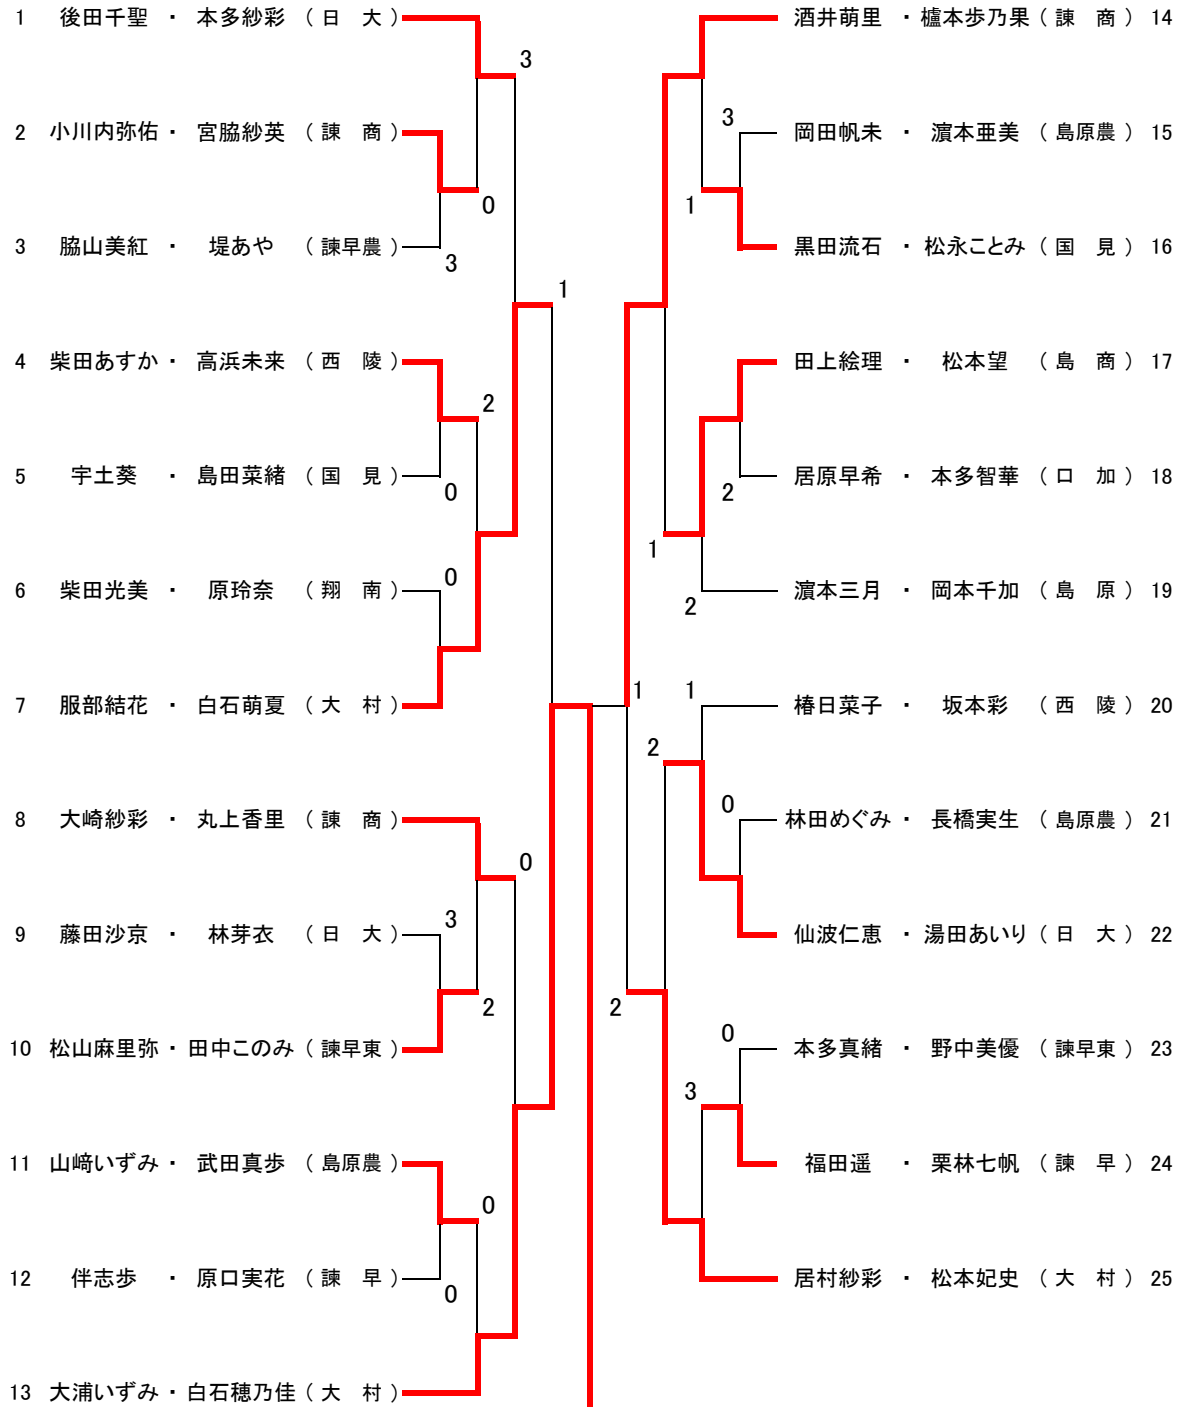 1 後田千聖 ・ 本多紗彩 （ 日 大 ）
3
2 小川内弥佑 ・ 宮脇紗英 （ 諫 商 ）
0
3 脇山美紅 ・ 堤あや （ 諫早農 ）
3
1
4 柴田あすか ・ 高浜未来 （ 西 陵 ）
2
5 宇土葵 ・ 島田菜緒 （ 国 見 ）
0
0
6 柴田光美 ・ 原玲奈 （ 翔 南 ）
7 服部結花 ・ 白石萌夏 （ 大 村 ）
8 大崎紗彩 ・ 丸上香里 （ 諫 商 ）
0
3
9 藤田沙京 ・ 林芽衣 （ 日 大 ）
2
10 松山麻里弥 ・ 田中このみ （ 諫早東 ）
11 山﨑いずみ ・ 武田真歩 （ 島原農 ）
0
12 伴志歩 ・ 原口実花 （ 諫 早 ）
0
13 大浦いずみ ・ 白石穂乃佳 （ 大 村 ）
酒井萌里 ・ 樨本歩乃果 （ 諫 商 ） 14
3
岡田帆未 ・ 濵本亜美 （ 島原農 ） 15
1
黒田流石 ・ 松永ことみ （ 国 見 ） 16
田上絵理 ・ 松本望 （ 島 商 ） 17
居原早希 ・ 本多智華 （ 口 加 ） 18
2
1
濵本三月 ・ 岡本千加 （ 島 原 ） 19
2
1
1
椿日菜子 ・ 坂本彩 （ 西 陵 ） 20
2
0
林田めぐみ ・ 長橋実生 （ 島原農 ） 21
仙波仁恵 ・ 湯田あいり （ 日 大 ） 22
2
0
本多真緒 ・ 野中美優 （ 諫早東 ） 23
3
福田遥 ・ 栗林七帆 （ 諫 早 ） 24
居村紗彩 ・ 松本妃史 （ 大 村 ） 25